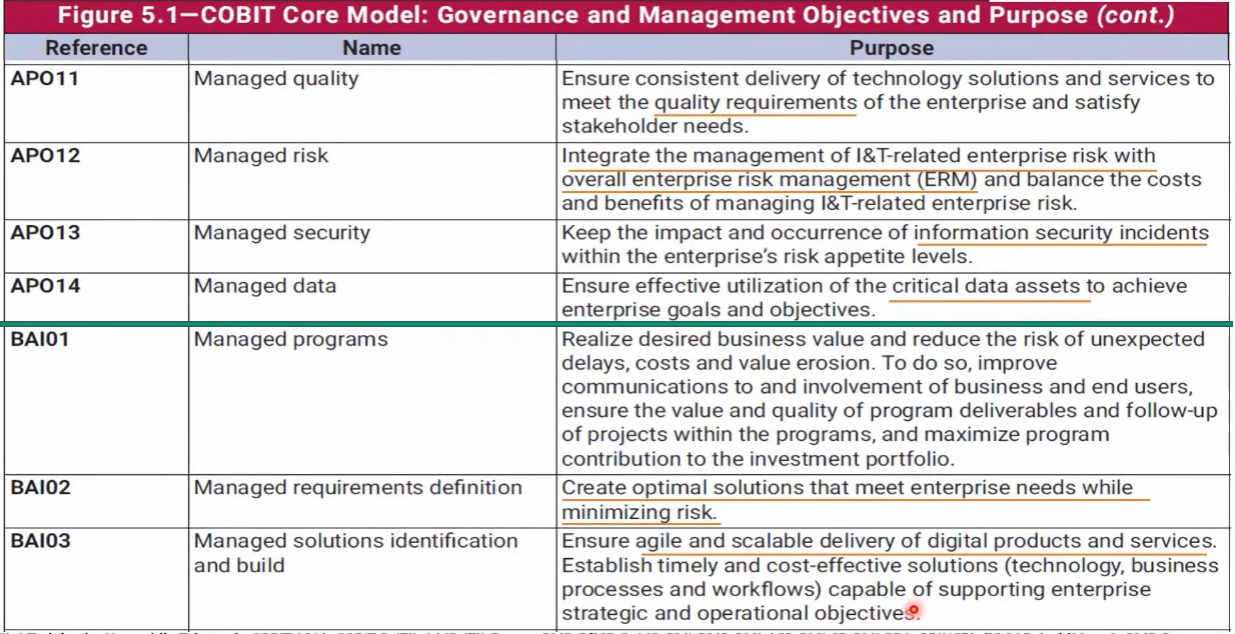 Figure 5.1—COBIT Core Model: Governance and Management Objectives and Purpose (cont.)
Reference Name Purpose
APO11 Managed quality Ensure consistent delivery of technology solutions and services to
meet the quality requirements of the enterprise and satisfy
stakeholder needs.
APO12 Managed risk Integrate the management of I&T-related enterprise risk with
overall enterprise risk management (ERM) and balance the costs
and benefits of managing I&T-related enterprise risk.
APO13 Managed security Keep the impact and occurrence of information security incidents
within the enterprise's risk appetite levels.
APO14 Managed data Ensure effective utilization of the critical data assets to achieve
enterprise goals and objectives.
BAI01 Managed programs Realize desired business value and reduce the risk of unexpected
delays, costs and value erosion. To do so, improve
communications to and involvement of business and end users,
ensure the value and quality of program deliverables and follow-up
of projects within the programs, and maximize program
contribution to the investment portfolio.
BAI02 Managed requirements definition Create optimal solutions that meet enterprise needs while
minimizing risk.
BAI03 Managed solutions identification Ensure agile and scalable delivery of digital products and services.
and build Establish timely and cost-effective solutions (technology, business
processes and workflows) capable of supporting enterprise
strategic and operational objectives.